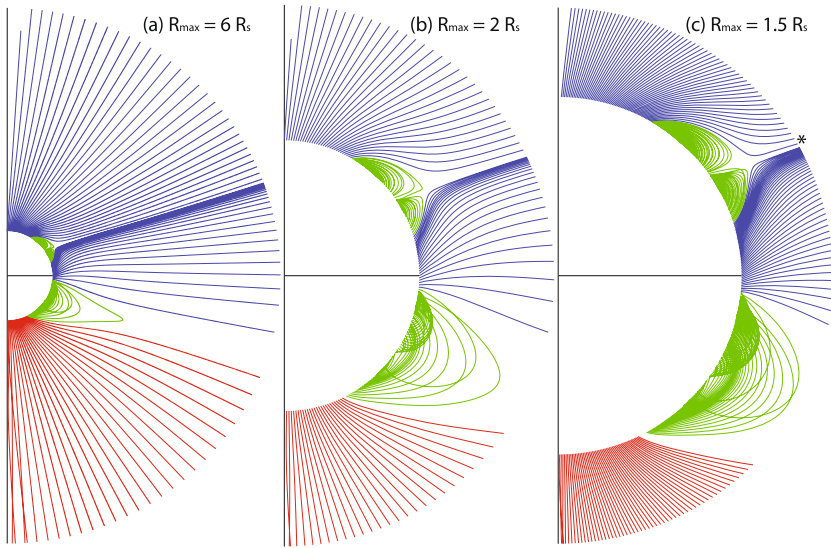 (a) Rmax = 6 Rs
(b) Rmax = 2 Rs
(c) Rmax = 1.5 Rs
*